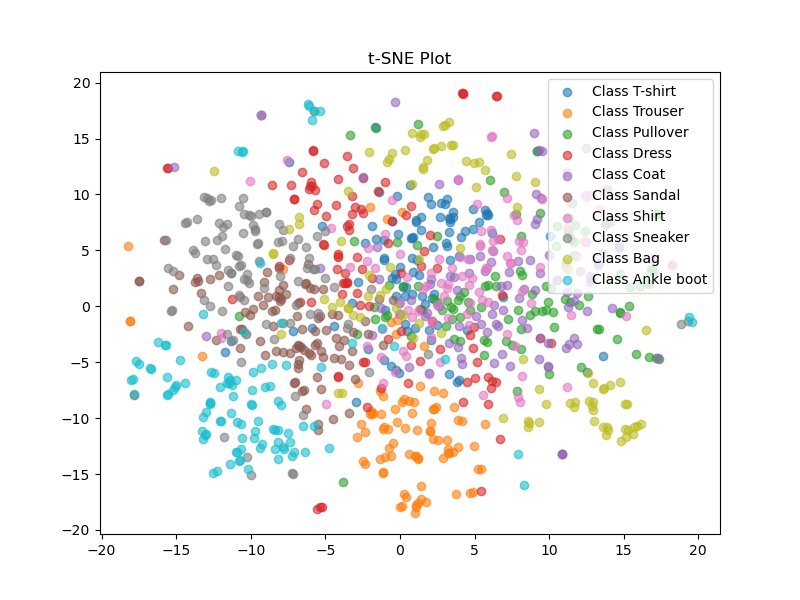 t-SNE Plot
Class T-shirt
Class Trouser
Class Pullover
Class Dress
Class Coat
Class Sandal
Class Shirt
Class Sneaker
Class Bag
Class Ankle boot
20
15
10
5
0
−5
−10
−15
−20
−20 −15 −10 −5 0 5 10 15 20